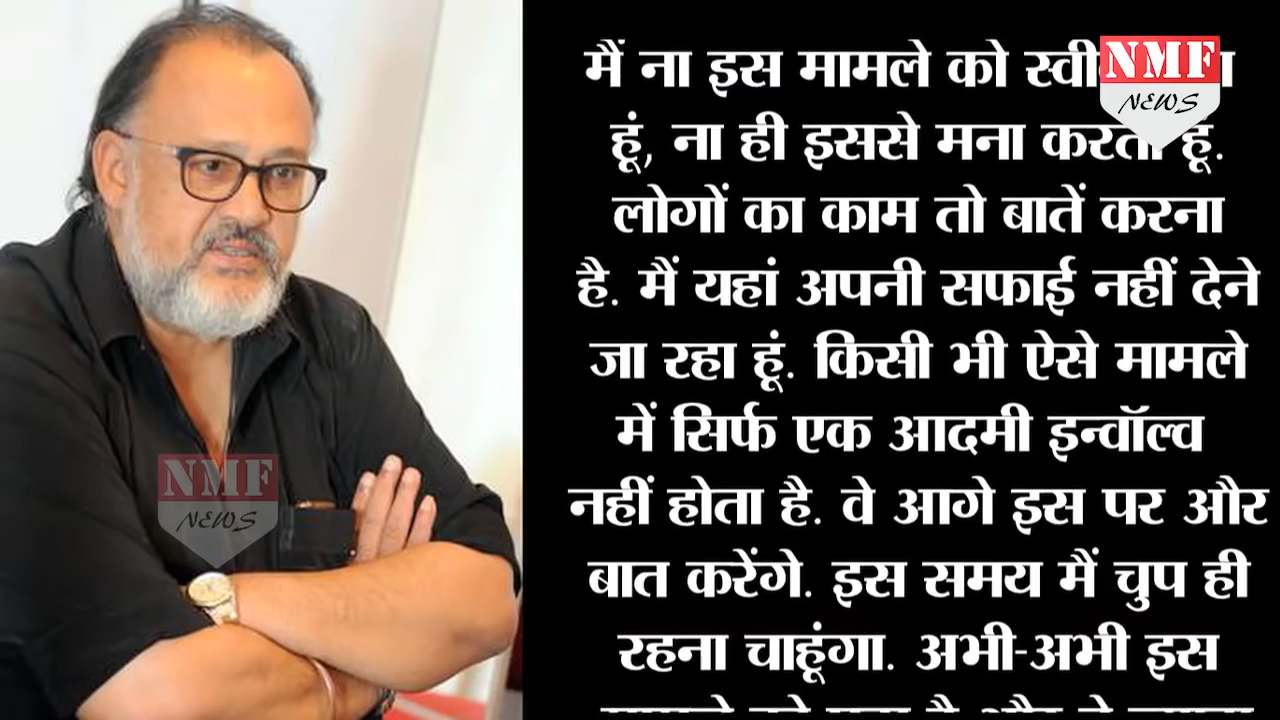 मैं ना इस मामले को
हूं, ना ही इससे मना करता हूं.
लोगों का काम तो बातें करना
है. मैं यहां अपनी सफाई नहीं देने
जा रहा हूं. किसी भी ऐसे मामले
में सिर्फ एक आदमी इन्वॉल्व
नहीं होता है. वे आगे इस पर और
बात करेंगे. इस समय मैं चुप ही
रहना चाहूंगा. अभी-अभी इस
NMF
NEWS
NMF
NEWS